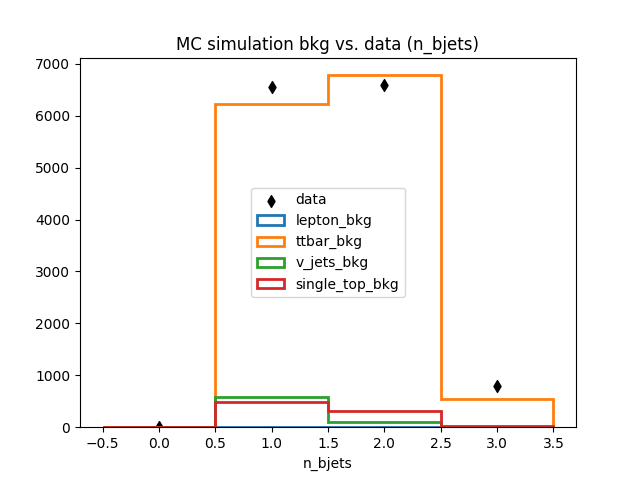 MC simulation bkg vs. data (n_bjets)
7000
6000
5000
4000
3000
2000
1000
0
data
lepton_bkg
ttbar_bkg
v_jets_bkg
single_top_bkg
−0.5 0.0 0.5 1.0 1.5 2.0 2.5 3.0 3.5
n_bjets